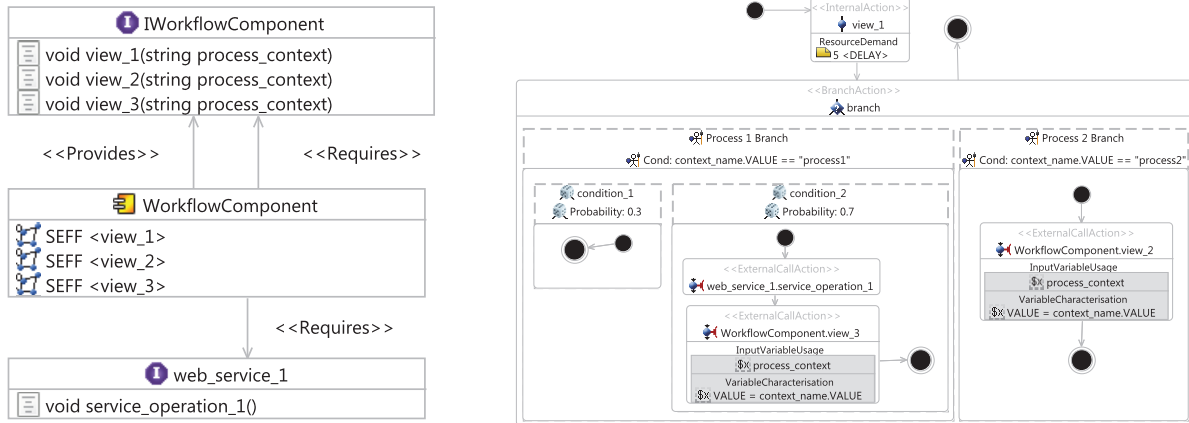 IWorkflowComponent
void view_1(string process_context)
void view_2(string process_context)
void view_3(string process_context)
<<Provides>>
<<Requires>>
WorkflowComponent
SEFF <view_1>
SEFF <view_2>
SEFF <view_3>
<<Requires>>
web_service_1
void service_operation_1()
<<InternalAction>>
view_1
ResourceDemand
5 <DELAY>
<<BranchAction>>
branch
Process 1 Branch
Cond: context_name.VALUE == "process1"
condition_1
Probability: 0.3
condition_2
Probability: 0.7
<<ExternalCallAction>>
web_service_1.service_operation_1
<<ExternalCallAction>>
WorkflowComponent.view_3
InputVariableUsage
process_context
VariableCharacterisation
VALUE = context_name.VALUE
Process 2 Branch
Cond: context_name.VALUE == "process2"
<<ExternalCallAction>>
WorkflowComponent.view_2
InputVariableUsage
process_context
VariableCharacterisation
VALUE = context_name.VALUE